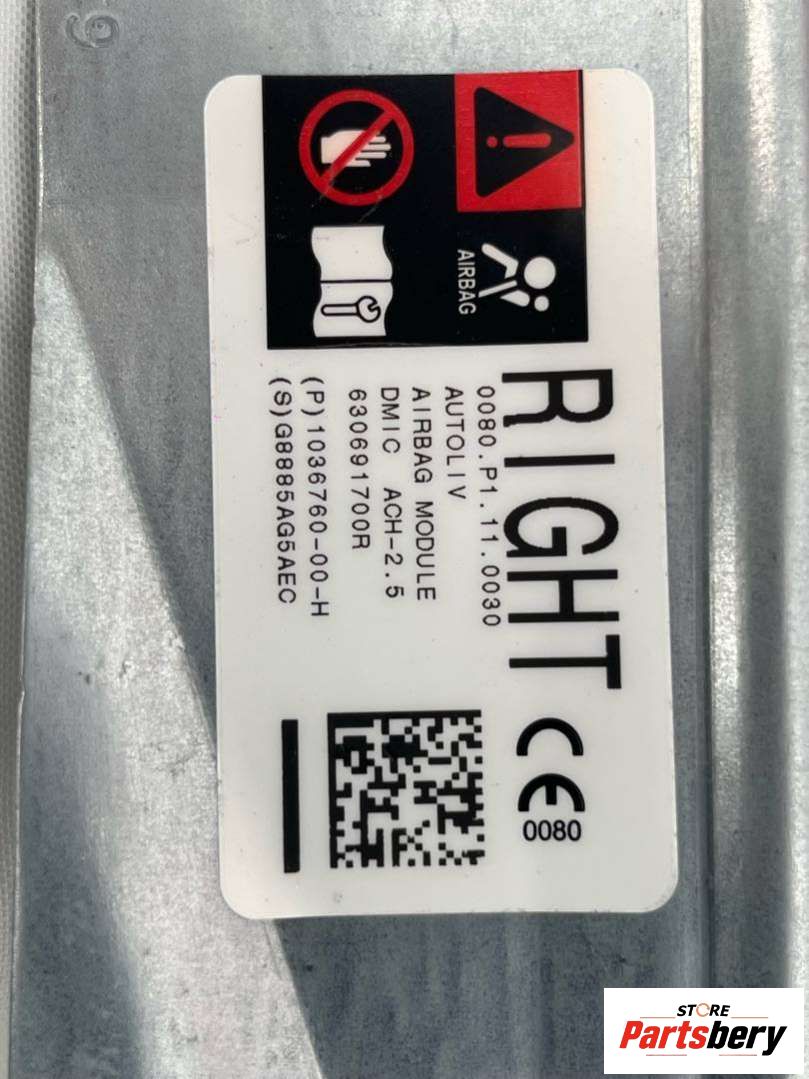 AIRBAG
RIGHT
0080.P1.11.0030
AUTOLIV
AIRBAG MODULE
DMIC ACH-2.5
630691700R
(P)1036760-00-H
(S)G8885AG5AEC
CE
0080
STORE
Partsbery